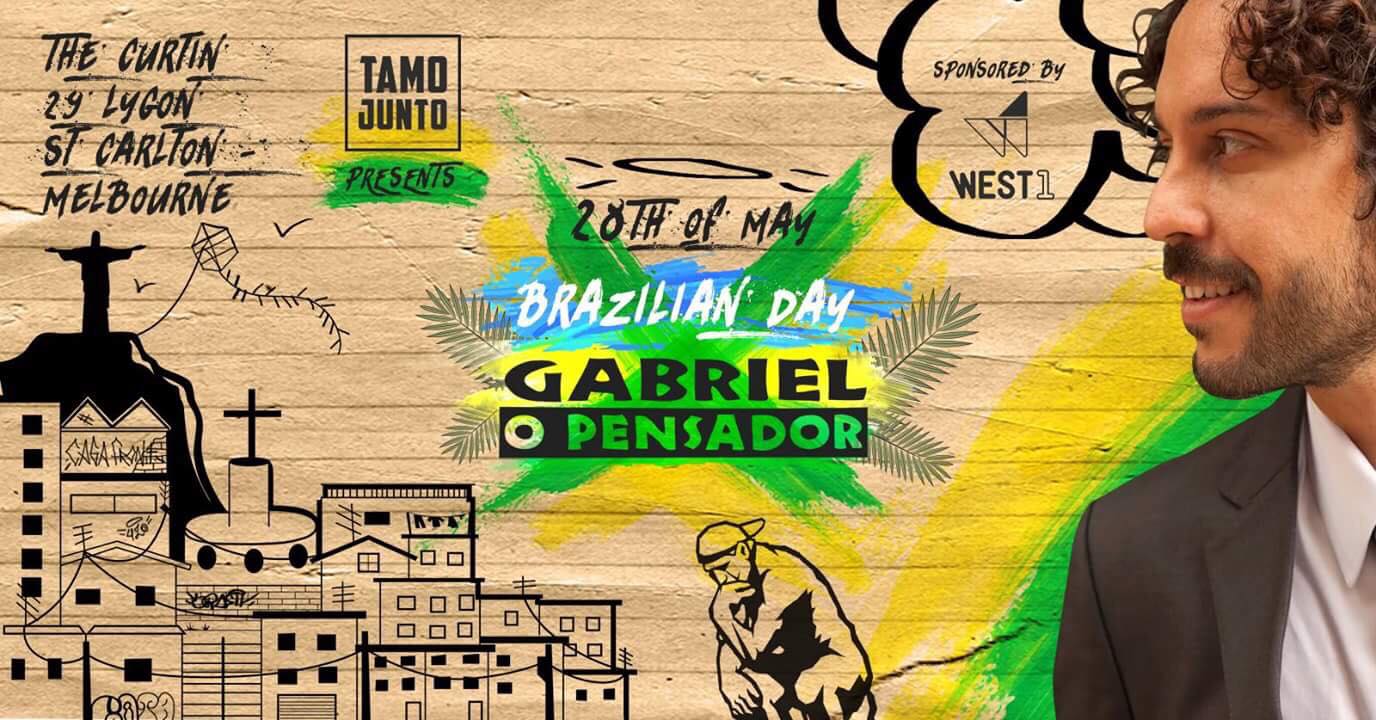 THE CURTIN
29 LYGON
ST CARLTON -
MELBOURNE
TAMO
JUNTO
PRESENTS
28TH OF MAY
BRAZILIAN DAY
GABRIEL
O PENSADOR
SPONSORED BY
WEST1